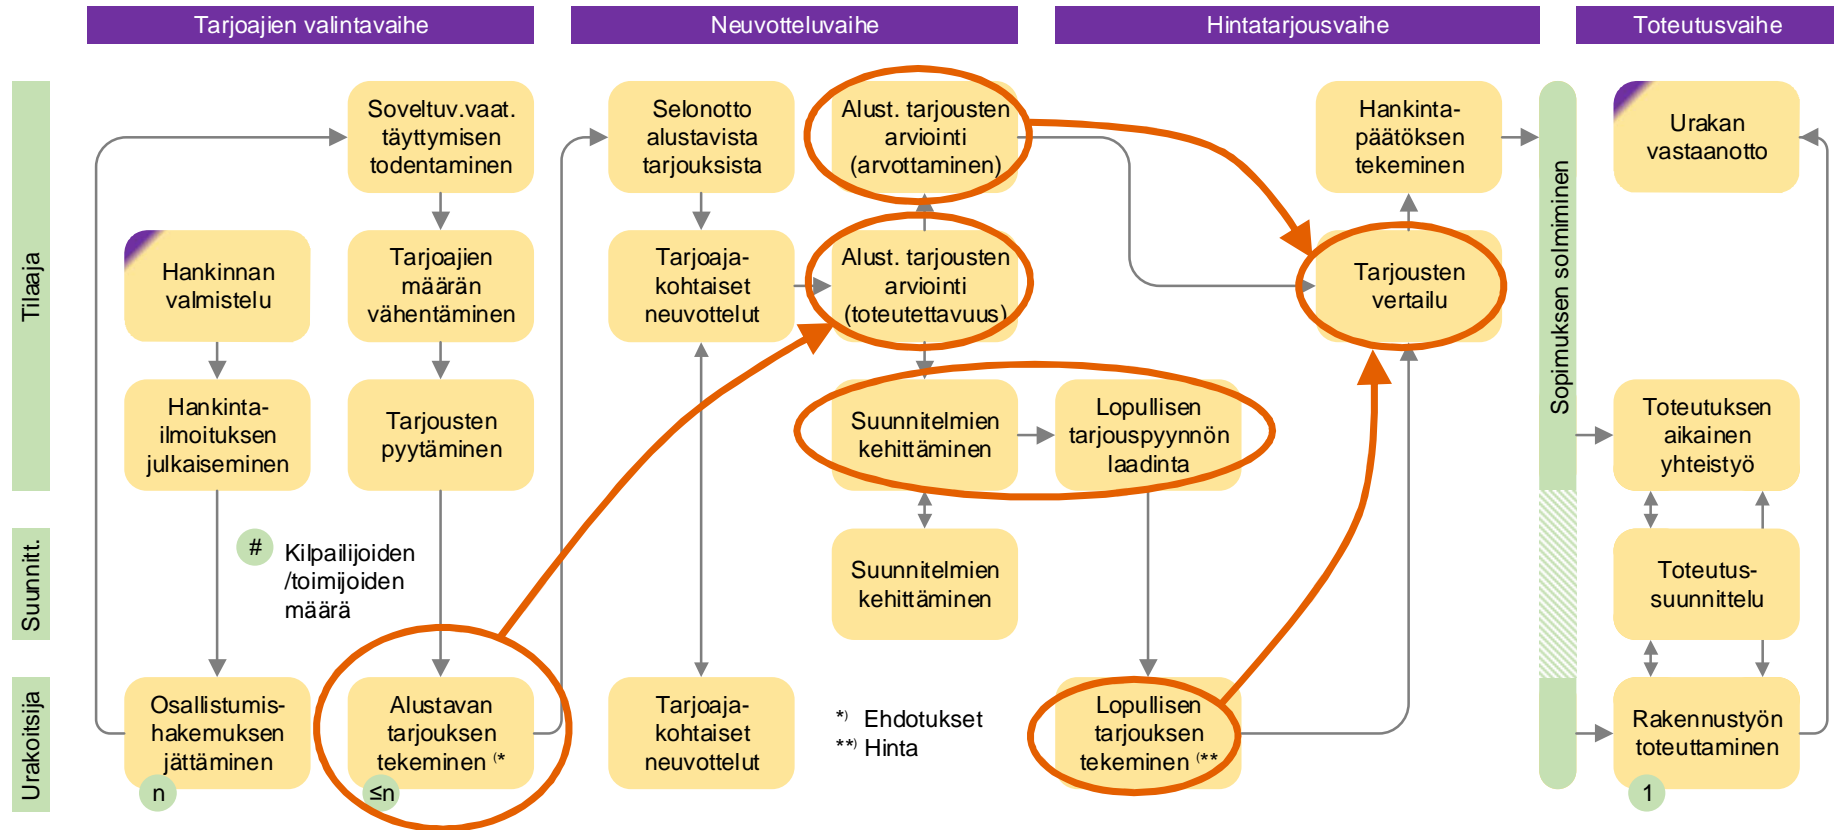 Tarjoajien valintavaihe
Neuvotteluvaihe
Hintatarjousvaihe
Toteutusvaihe
Tilaaja
Suunnitt.
Urakoitsija
Soveltuv.vaat.
täyttymisen
todentaminen
Hankinnan
valmistelu
Tarjoajien
määrän
vähentäminen
Hankinta-
ilmoituksen
julkaiseminen
Tarjousten
pyytäminen
#
Kilpailijoiden
/toimijoiden
määrä
Osallistumis-
hakemuksen
jättäminen
n
Alustavan
tarjouksen
tekeminen (*
≤n
Selonotto
alustavista
tarjouksista
Tarjoaja-
kohtaiset
neuvottelut
Tarjoaja-
kohtaiset
neuvottelut
Alust. tarjousten
arviointi
(arvottaminen)
Alust. tarjousten
arviointi
(toteutettavuus)
Suunnitelmien
kehittäminen
Suunnitelmien
kehittäminen
*) Ehdotukset
**) Hinta
Lopullisen
tarjouspyynnön
laadinta
Lopullisen
tarjouksen
tekeminen (**
Hankinta-
päätöksen
tekeminen
Tarjousten
vertailu
Sopimuksen solmiminen
Urakan
vastaanotto
Toteutuksen
aikainen
yhteistyö
Toteutus-
suunnittelu
Rakennustyön
toteuttaminen
1